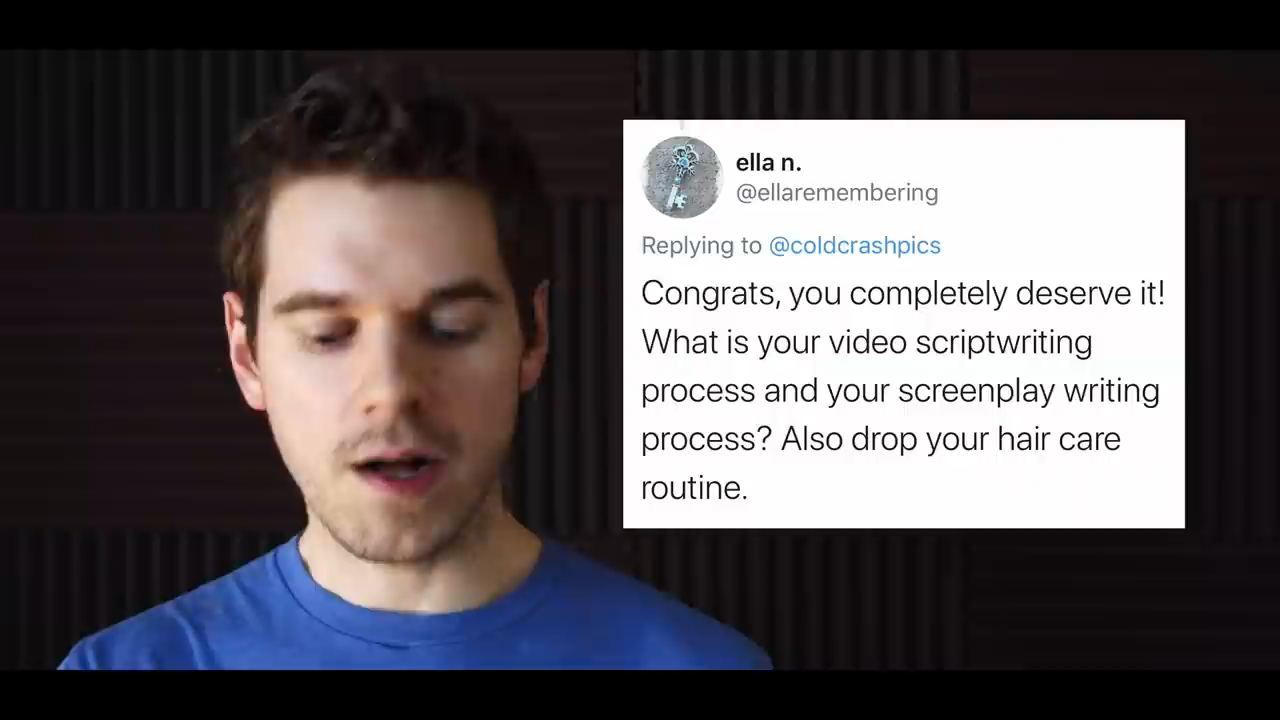 ella n.
@ellaremembering
Replying to @coldcrashpics
Congrats, you completely deserve it!
What is your video scriptwriting
process and your screenplay writing
process? Also drop your hair care
routine.